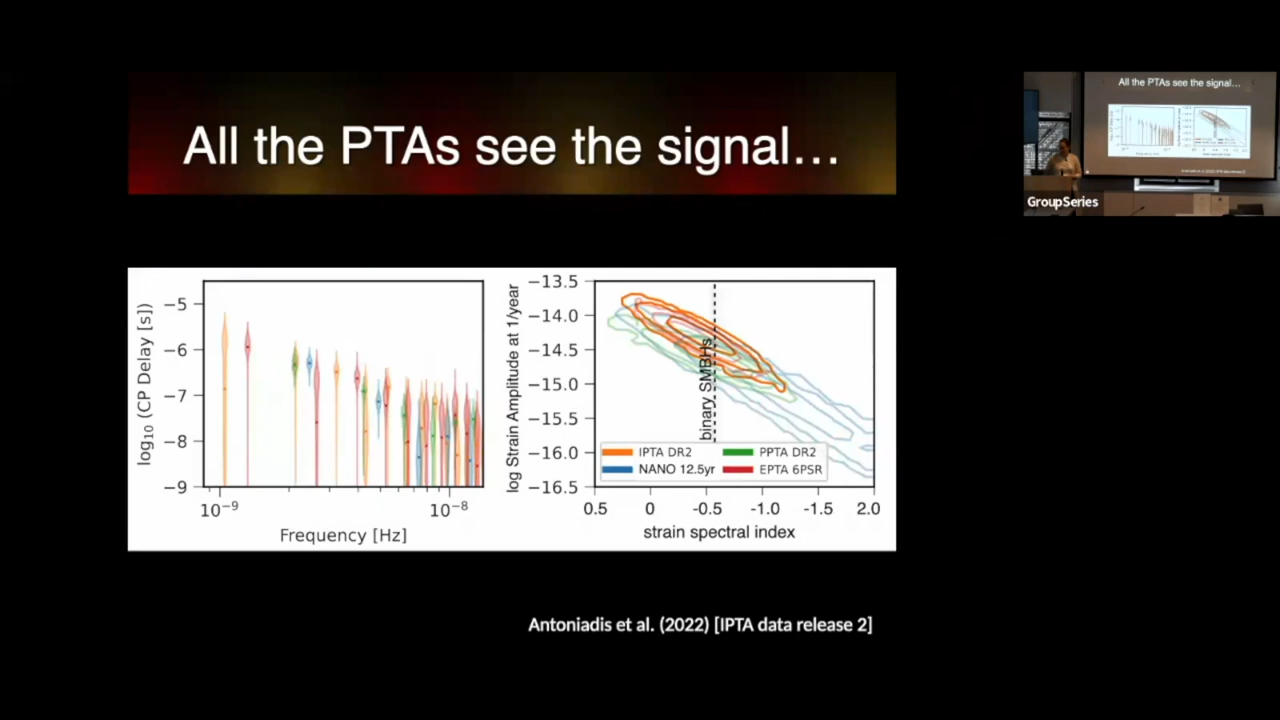 All the PTAs see the signal…
log₁₀ (CP Delay [s])
−5
−6
−7
−8
−9
10⁻⁹
10⁻⁸
Frequency [Hz]
log Strain Amplitude at 1/year
−13.5
−14.0
−14.5
−15.0
−15.5
−16.0
−16.5
binary SMBHs
IPTA DR2
PPTA DR2
NANO 12.5yr
EPTA 6PSR
0.5
0
-0.5
-1.0
-1.5
2.0
strain spectral index
Antoniadis et al. (2022) [IPTA data release 2]
All the PTAs see the signal…
GroupSeries